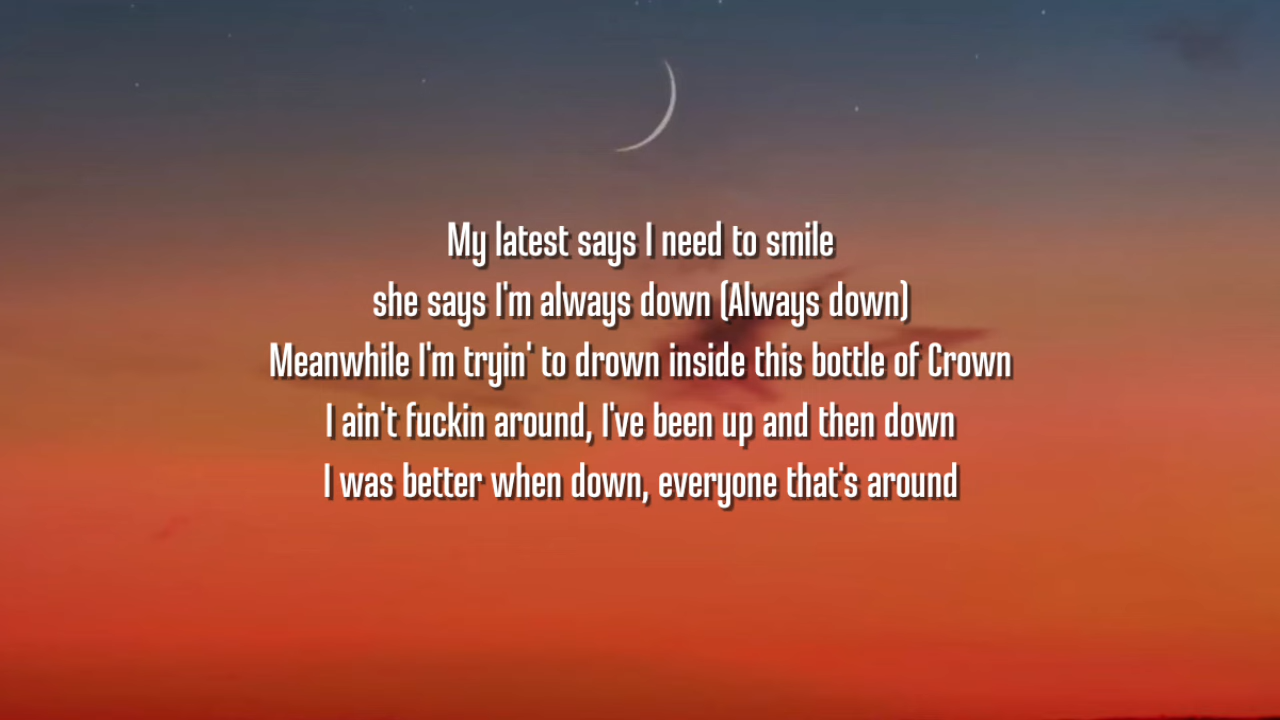 My latest says I need to smile
she says I'm always down (Always down)
Meanwhile I'm tryin' to drown inside this bottle of Crown
I ain't fuckin around, I've been up and then down
I was better when down, everyone that's around